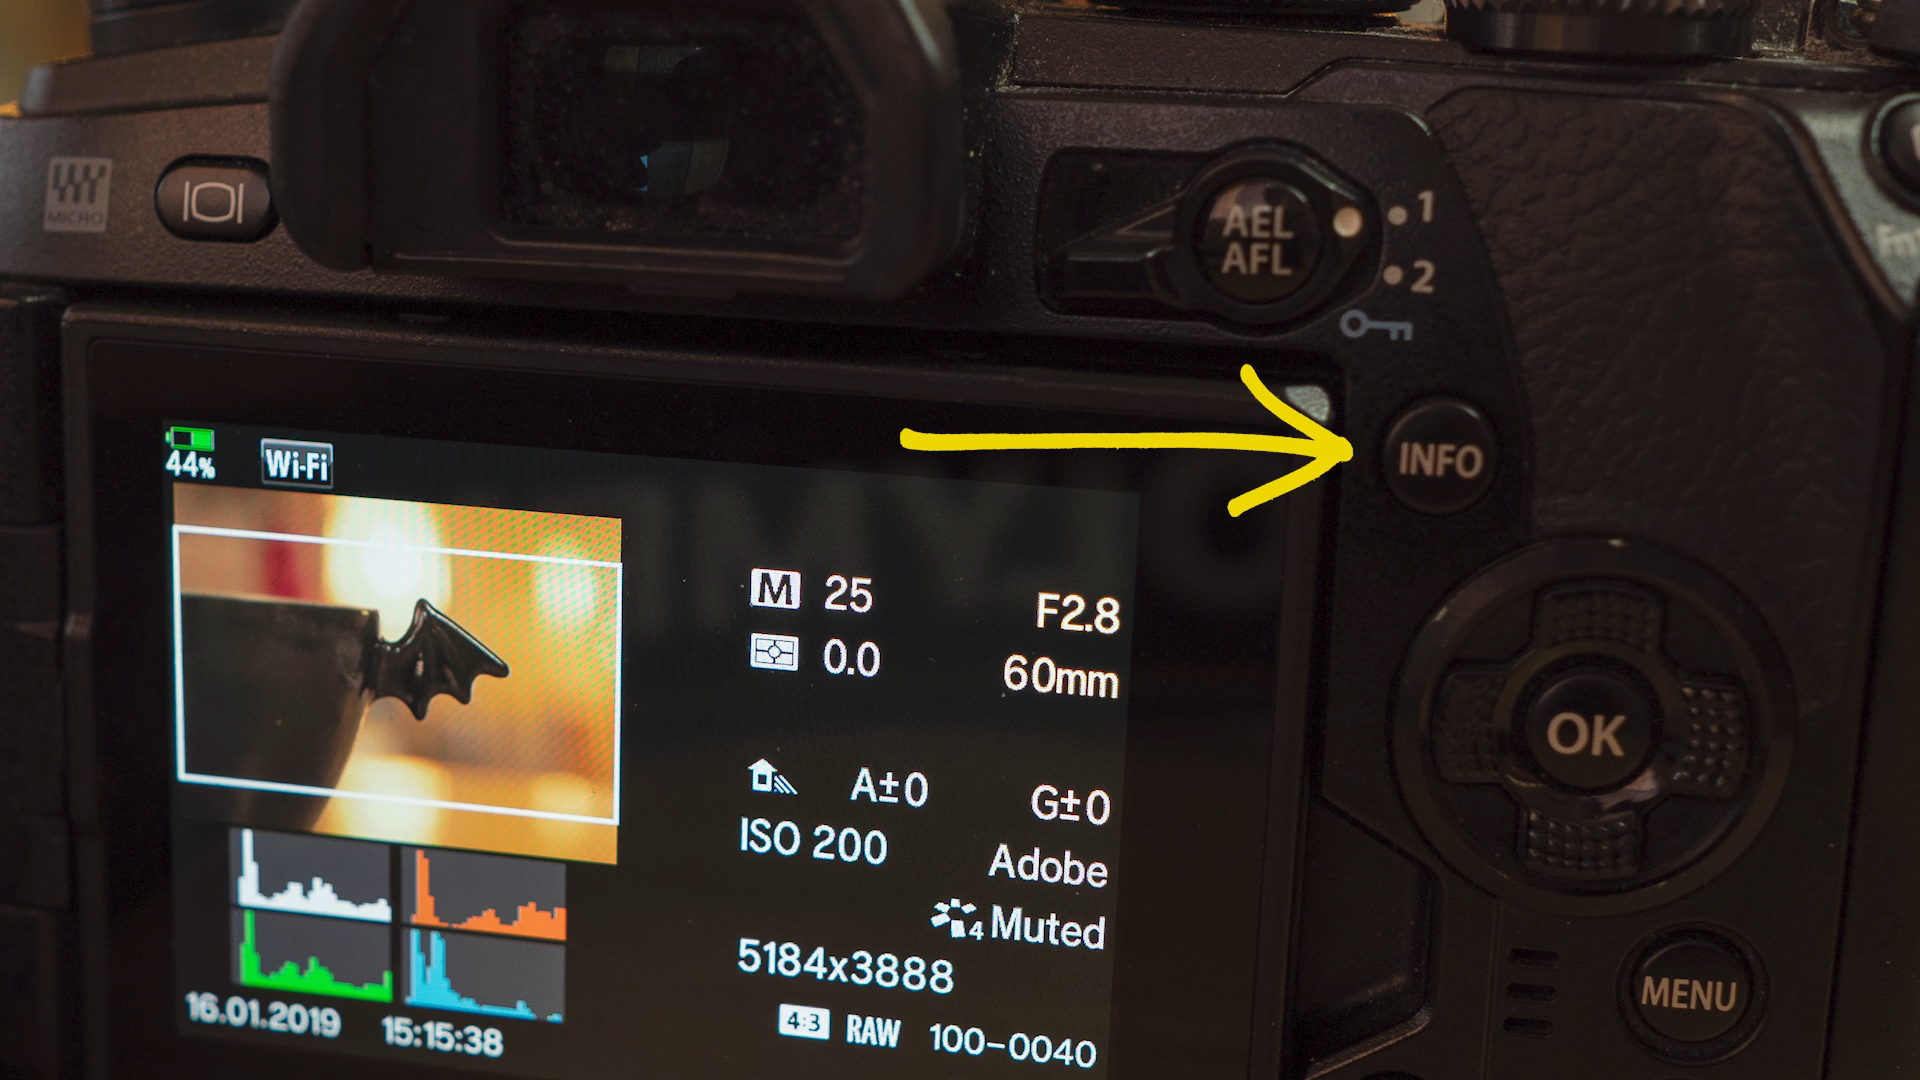 MICRO
AEL
AFL
1
2
INFO
44%
Wi-Fi
M 25 F2.8
0.0 60mm
A±0 G±0
ISO 200 Adobe
4 Muted
5184x3888
16.01.2019 15:15:38
4:3 RAW 100-0040
OK
MENU